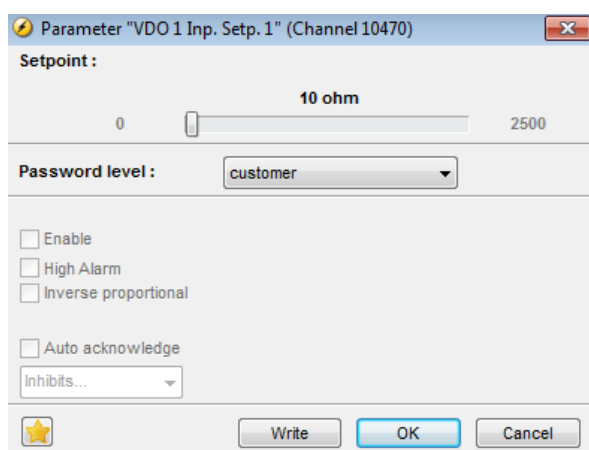 Parameter "VDO 1 Inp. Setp. 1" (Channel 10470)
Setpoint :
10 ohm
0 2500
Password level : customer
Enable
High Alarm
Inverse proportional
Auto acknowledge
Inhibits...
Write OK Cancel